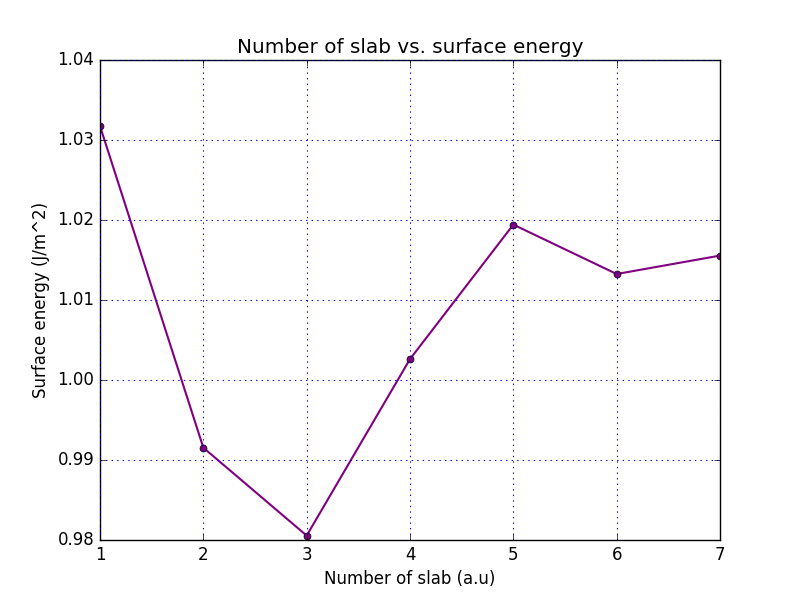 Number of slab vs. surface energy
1.04
1.03
1.02
1.01
1.00
0.99
0.98
Surface energy (J/m^2)
1 2 3 4 5 6 7
Number of slab (a.u)